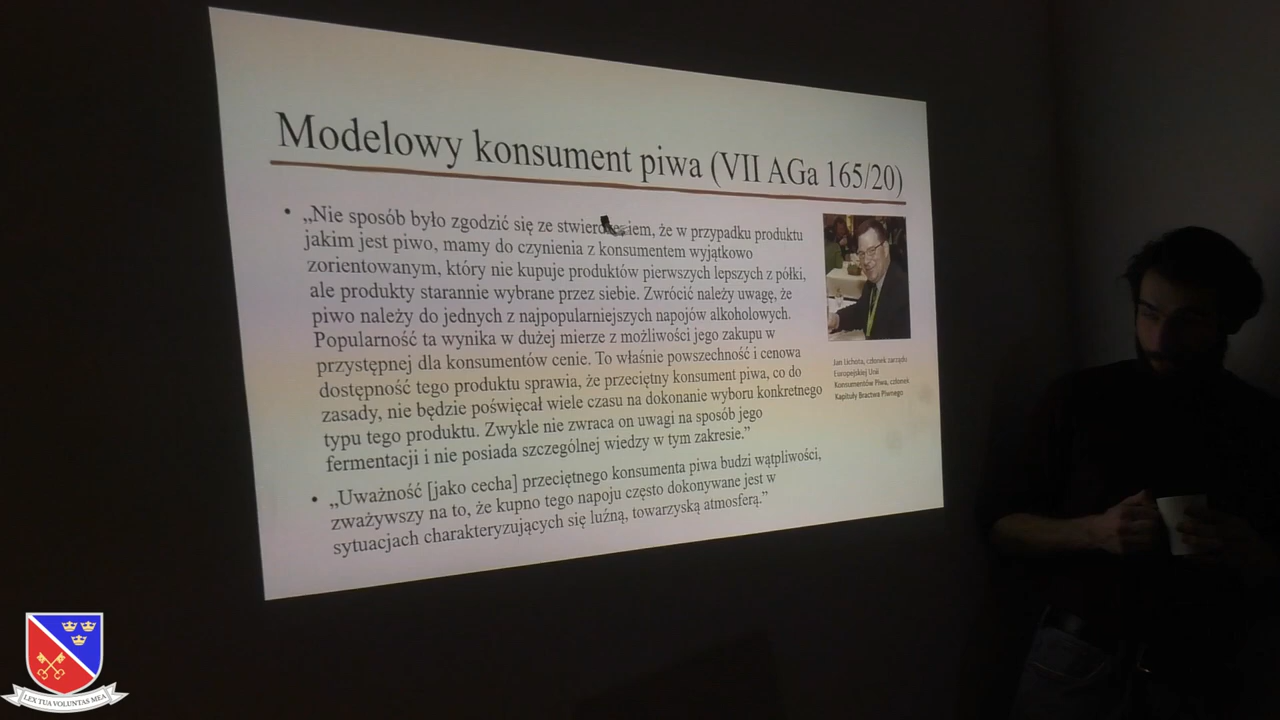 Modelowy konsument piwa (VII AGa 165/20)
• „Nie sposób było zgodzić się ze że w przypadku produktu
jakim jest piwo, mamy do czynienia z konsumentem wyjątkowo
zorientowanym, który nie kupuje produktów pierwszych lepszych z półki,
ale produkty starannie wybrane przez siebie. Zwrócić należy uwagę, że
piwo należy do jednych z najpopularniejszych napojów alkoholowych.
Popularność ta wynika w dużej mierze z możliwości jego zakupu w
przystępnej dla konsumentów cenie. To właśnie powszechność i cenowa
dostępność tego produktu sprawia, że przeciętny konsument piwa, co do
zasady, nie będzie poświęcał wiele czasu na dokonanie wyboru konkretnego
typu tego produktu. Zwykle nie zwraca on uwagi na sposób jego
fermentacji i nie posiada szczególnej wiedzy w tym zakresie.”
• „Uważność [jako cecha] przeciętnego konsumenta piwa budzi wątpliwości,
zważywszy na to, że kupno tego napoju często dokonywane jest w
sytuacjach charakteryzujących się luźną, towarzyską atmosferą.”
Jan Lichota, członek zarządu
Europejskiej Unii
Konsumentów Piwa, członek
Kapituły Bractwa Piwnego
LEX TUA VOLUNTAS MEA